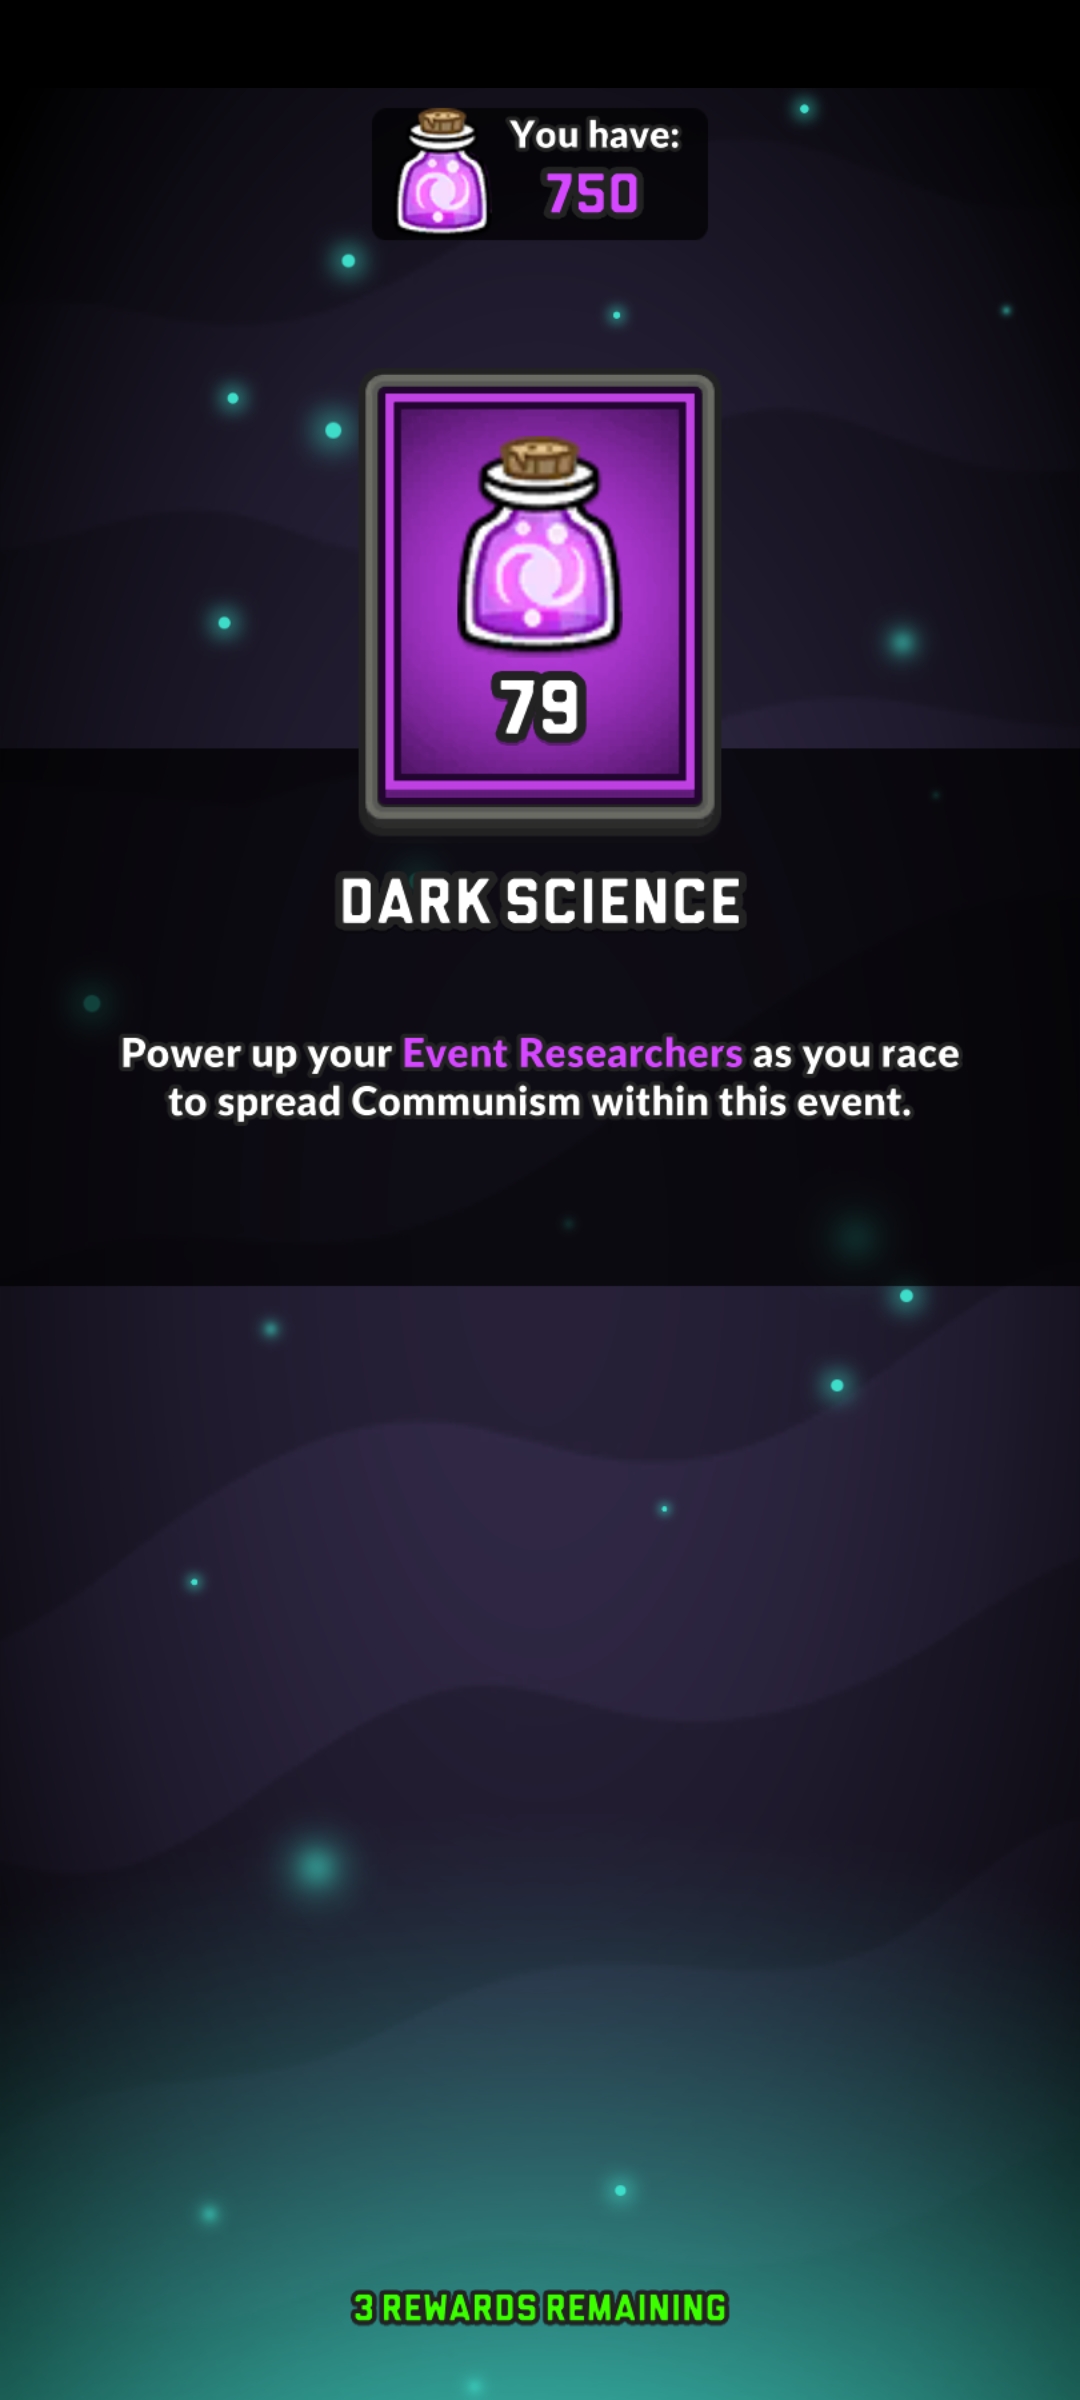 You have:
750
79
DARK SCIENCE
Power up your Event Researchers as you race
to spread Communism within this event.
3 REWARDS REMAINING